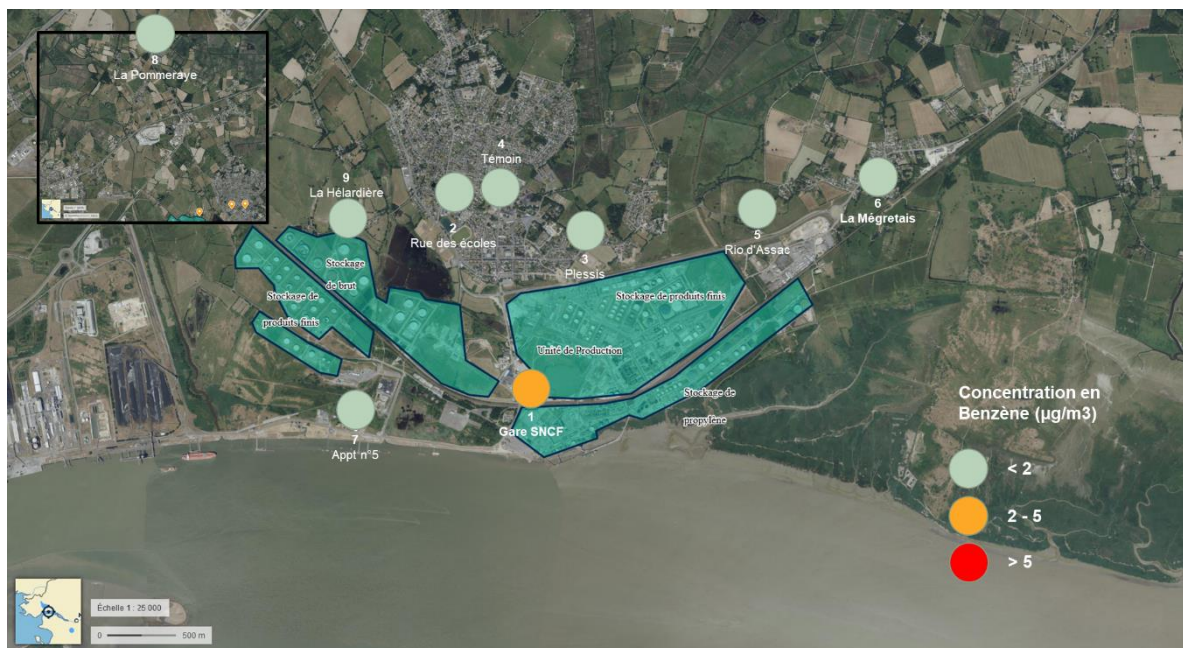 8
La Pommeraye
4
Témoin
9
La Hélardière
2
Rue des écoles
3
Plessis
5
Rio d'Assac
6
La Mégretais
Stockage
de brut
Stockage de
produits finis
Stockage de produits finis
Unité de Production
Stockage de
propylène
1
Gare SNCF
7
Appt n°5
Concentration en
Benzène (µg/m3)
< 2
2 - 5
> 5
Échelle 1 : 25 000
0 500 m